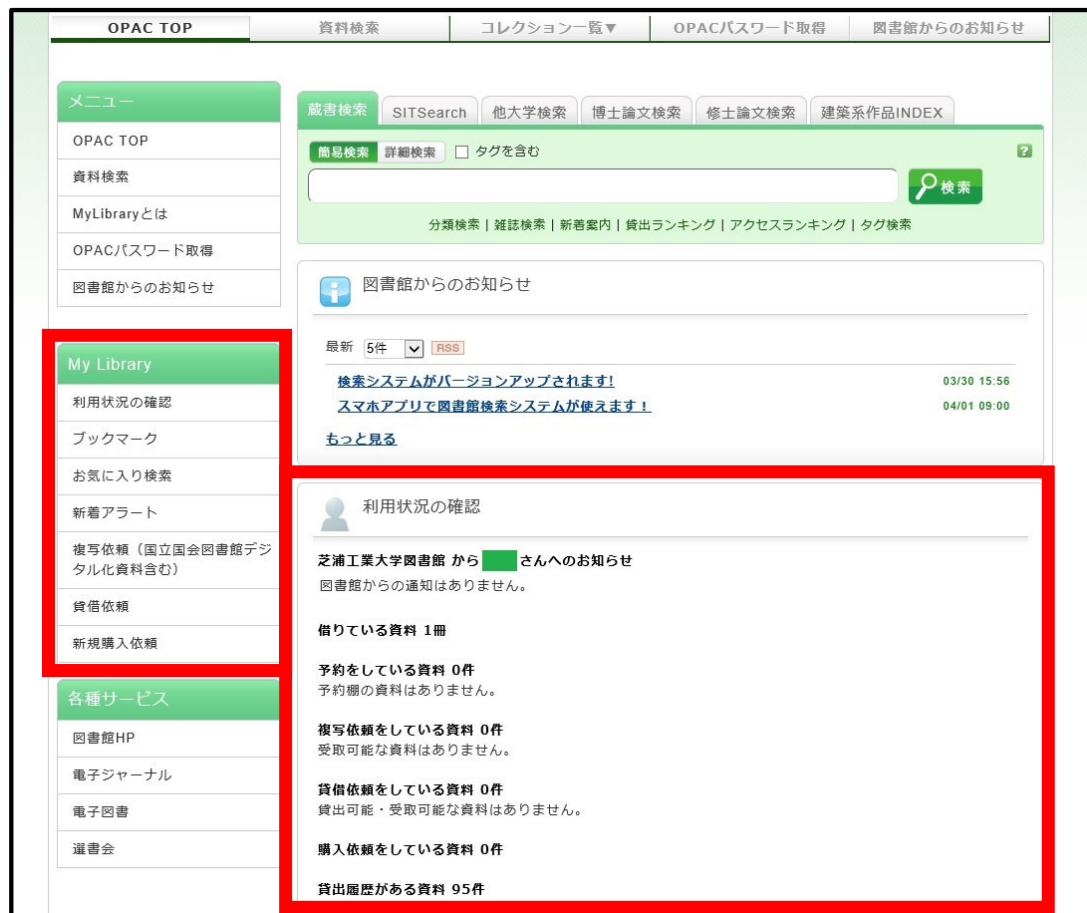 OPAC TOP 資料検索 コレクション一覧▼ OPACパスワード取得 図書館からのお知らせ
メニュー
OPAC TOP
資料検索
MyLibraryとは
OPACパスワード取得
図書館からのお知らせ
My Library
利用状況の確認
ブックマーク
お気に入り検索
新着アラート
複写依頼（国立国会図書館デジ
タル化資料含む）
貸借依頼
新規購入依頼
各種サービス
図書館HP
電子ジャーナル
電子図書
選書会
蔵書検索 SITSearch 他大学検索 博士論文検索 修士論文検索 建築系作品INDEX
簡易検索 詳細検索 タグを含む ?
検索
分類検索 | 雑誌検索 | 新着案内 | 貸出ランキング | アクセスランキング | タグ検索
図書館からのお知らせ
最新 5件 RSS
検索システムがバージョンアップされます! 03/30 15:56
スマホアプリで図書館検索システムが使えます！ 04/01 09:00
もっと見る
利用状況の確認
芝浦工業大学図書館 から さんへのお知らせ
図書館からの通知はありません。
借りている資料 1冊
予約をしている資料 0件
予約棚の資料はありません。
複写依頼をしている資料 0件
受取可能な資料はありません。
貸借依頼をしている資料 0件
貸出可能・受取可能な資料はありません。
購入依頼をしている資料 0件
貸出履歴がある資料 95件